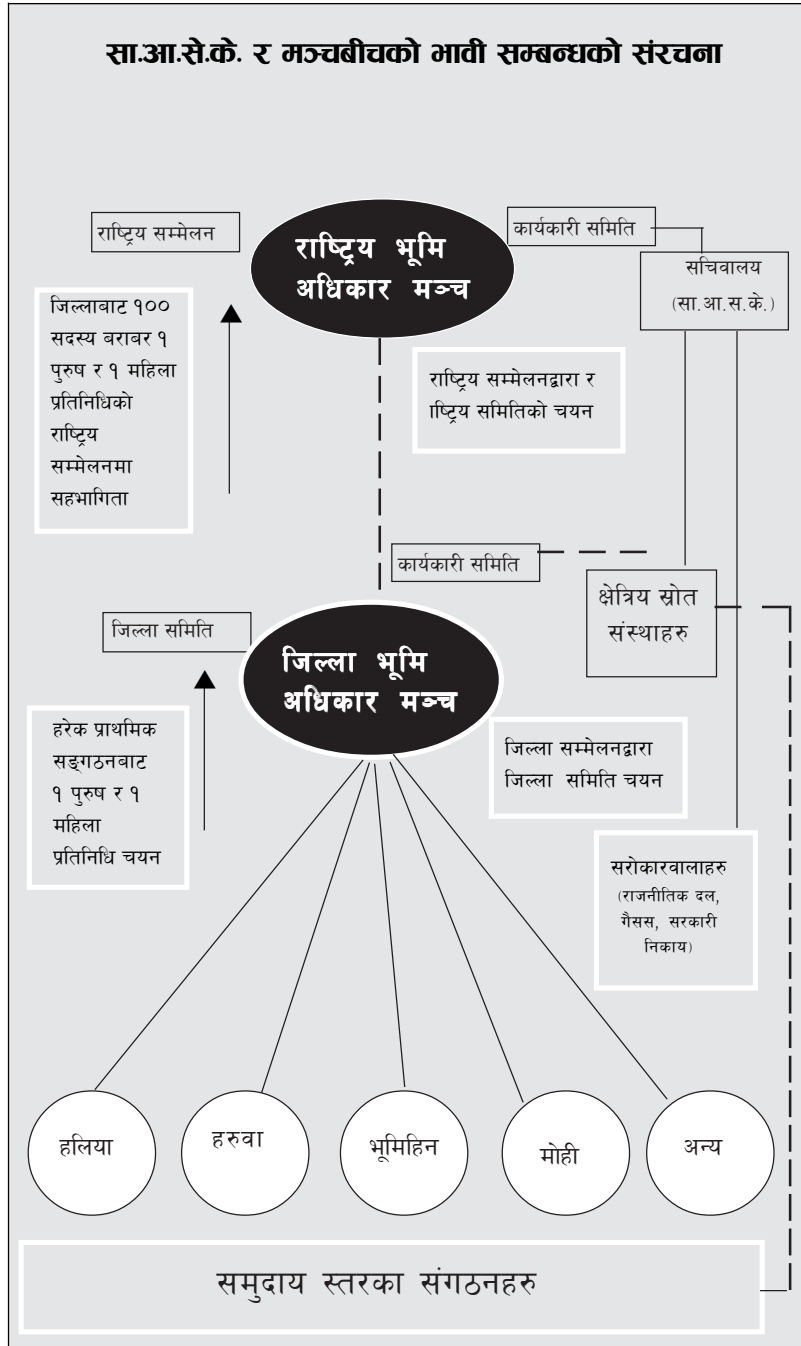 सा.आ.से.के. र मञ्चबीचको भावी सम्बन्धको संरचना
राष्ट्रिय सम्मेलन
राष्ट्रिय भूमि
अधिकार मञ्च
कार्यकारी समिति
सचिवालय
(सा.आ.स.के.)
जिल्लाबाट १००
सदस्य बराबर १
पुरुष र १ महिला
प्रतिनिधिको
राष्ट्रिय
सम्मेलनमा
सहभागिता
राष्ट्रिय सम्मेलनद्वारा र
ाष्ट्रिय समितिको चयन
कार्यकारी समिति
क्षेत्रिय स्रोत
संस्थाहरु
जिल्ला समिति
जिल्ला भूमि
अधिकार मञ्च
हरेक प्राथमिक
सङ्गठनबाट
१ पुरुष र १
महिला
प्रतिनिधि चयन
जिल्ला सम्मेलनद्वारा
जिल्ला समिति चयन
सरोकारवालाहरु
(राजनीतिक दल,
गैसस, सरकारी
निकाय)
हलिया
हरुवा
भूमिहिन
मोही
अन्य
समुदाय स्तरका संगठनहरु